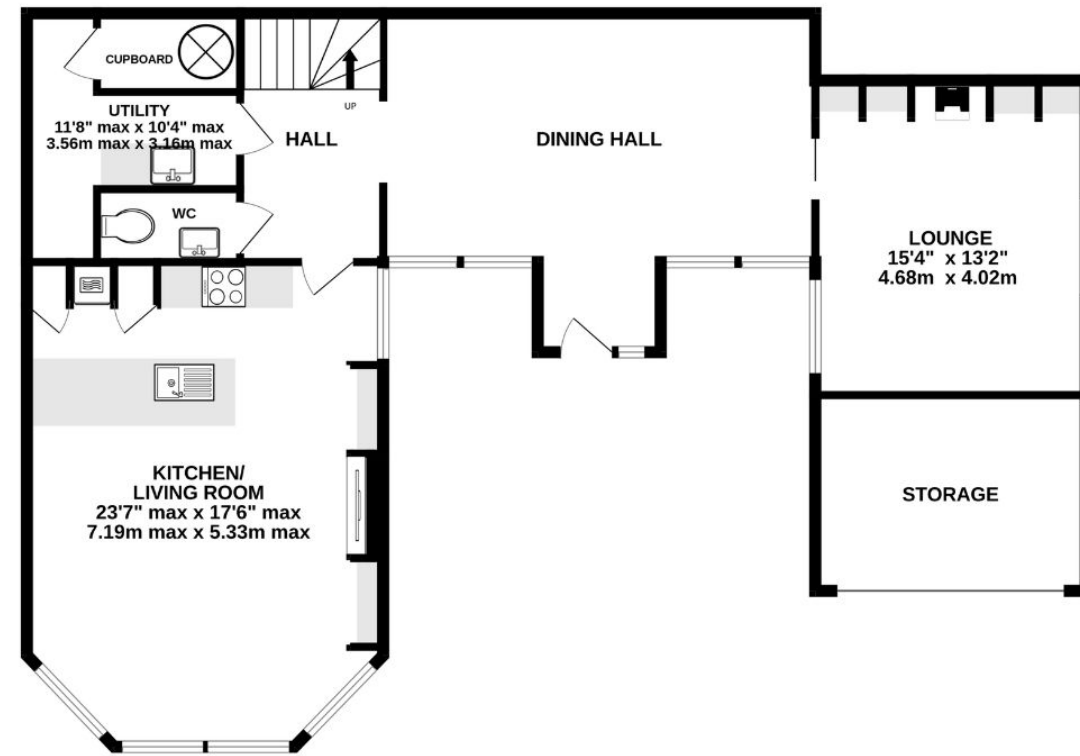 CUPBOARD
UTILITY
11'8" max x 10'4" max
3.56m max x 3.16m max
UP
HALL
DINING HALL
WC
LOUNGE
15'4" x 13'2"
4.68m x 4.02m
KITCHEN/
LIVING ROOM
23'7" max x 17'6" max
7.19m max x 5.33m max
STORAGE